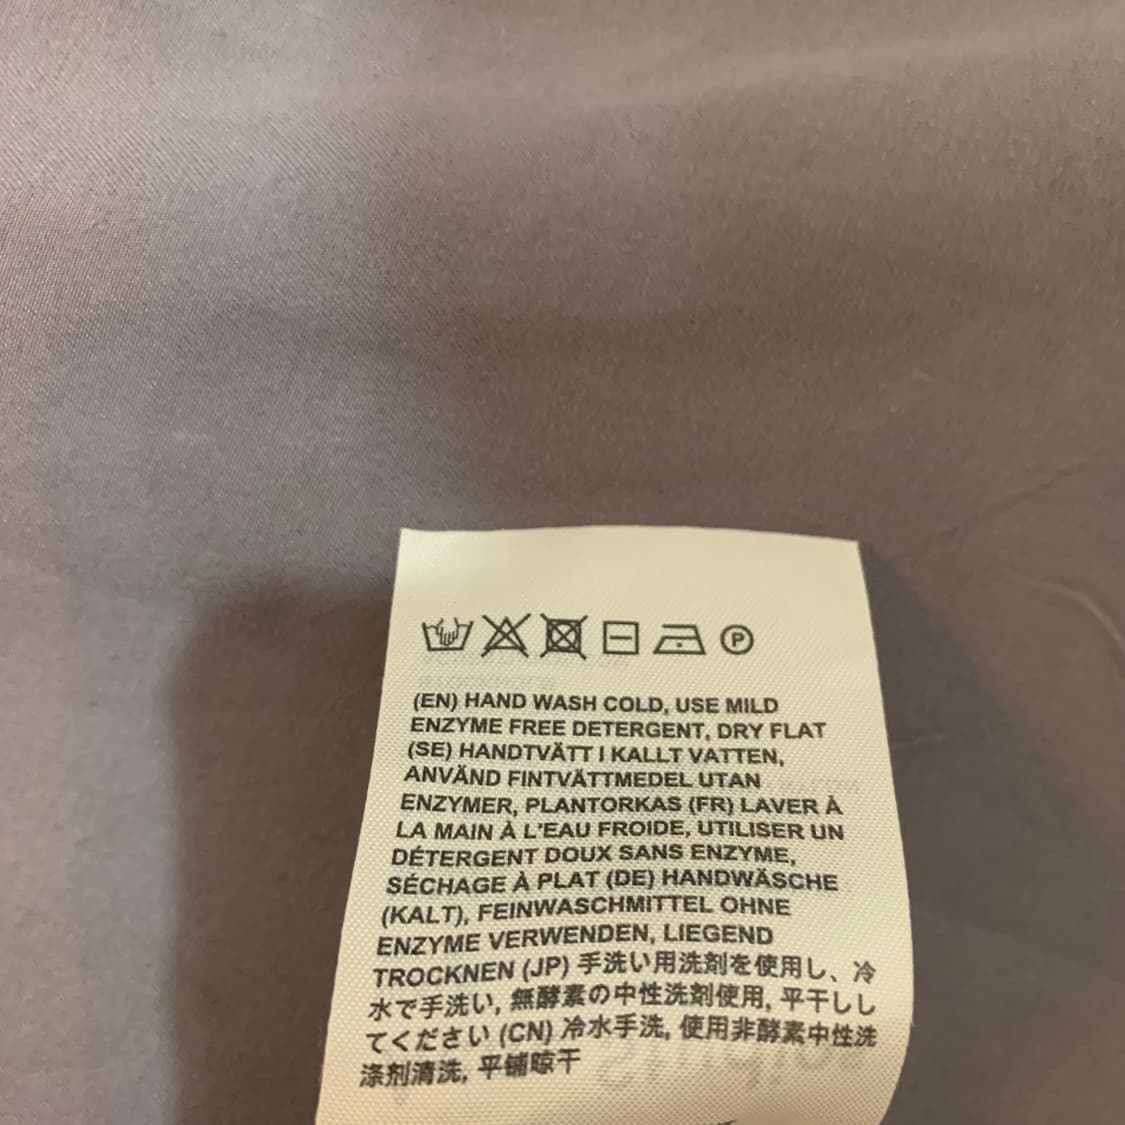 (EN) HAND WASH COLD, USE MILD
ENZYME FREE DETERGENT, DRY FLAT
(SE) HANDTVÄTT I KALLT VATTEN,
ANVÄND FINTVÄTTMEDEL UTAN
ENZYMER, PLANTORKAS (FR) LAVER À
LA MAIN À L'EAU FROIDE, UTILISER UN
DÉTERGENT DOUX SANS ENZYME,
SÉCHAGE À PLAT (DE) HANDWÄSCHE
(KALT), FEINWASCHMITTEL OHNE
ENZYME VERWENDEN, LIEGEND
TROCKNEN (JP) 手洗い用洗剤を使用し、冷
水で手洗い, 無酵素の中性洗剤使用, 平干しし
てください (CN) 冷水手洗, 使用非酵素中性洗
涤剂清洗, 平铺晾干